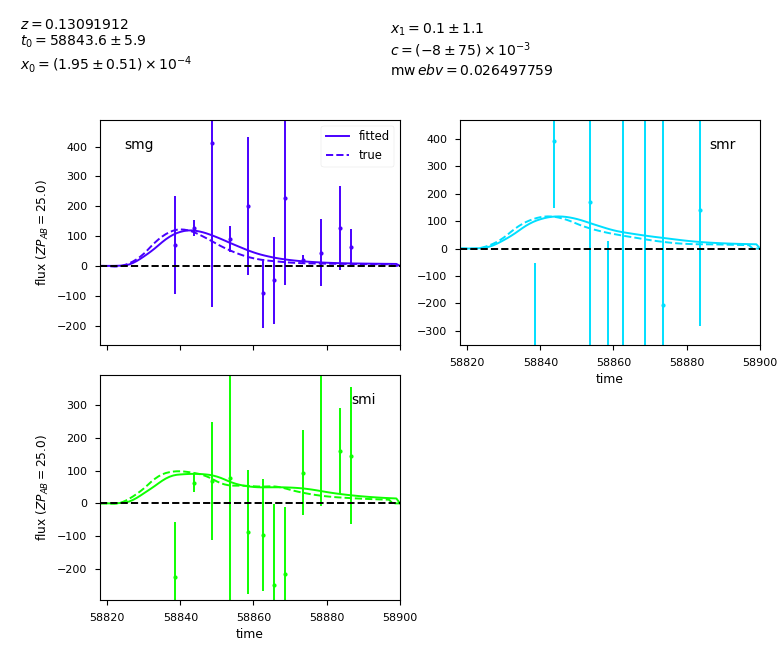 z = 0.13091912
t₀ = 58843.6 ± 5.9
x₀ = (1.95 ± 0.51) × 10⁻⁴
x₁ = 0.1 ± 1.1
c = (−8 ± 75) × 10⁻³
mw ebv = 0.026497759
smg
fitted
true
flux (ZP_AB = 25.0)
400
300
200
100
0
−100
−200
smr
400
300
200
100
0
−100
−200
−300
58820 58840 58860 58880 58900
time
smi
flux (ZP_AB = 25.0)
300
200
100
0
−100
−200
58820 58840 58860 58880 58900
time